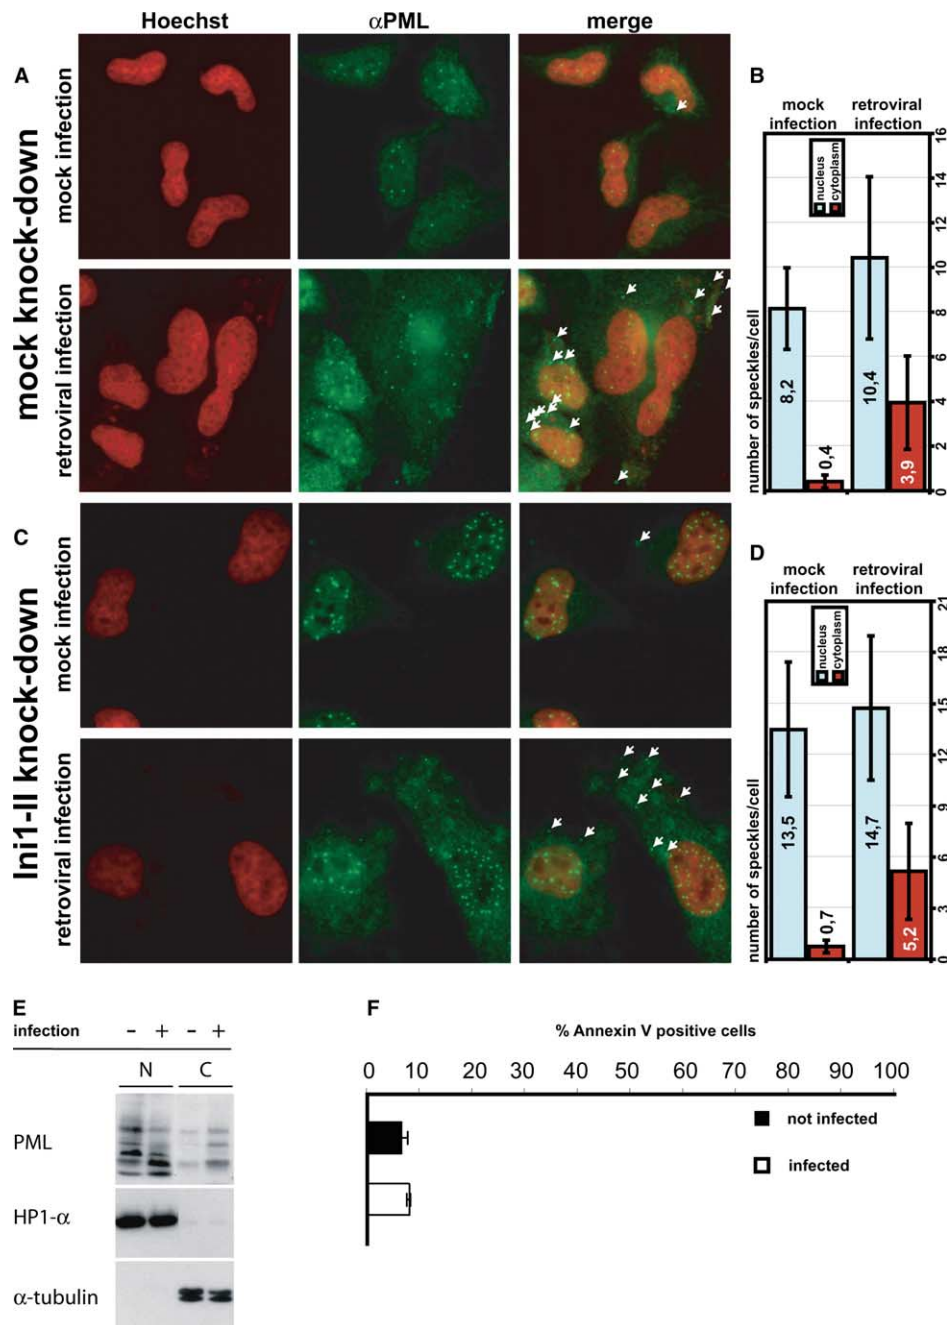 Hoechst αPML merge
A
mock knock-down
mock infection
retroviral infection
B
mock infection
retroviral infection
nucleus
cytoplasm
number of speckles/cell
0 2 4 6 8 10 12 14 16
8,2
0,4
10,4
3,9
C
Ini1-II knock-down
mock infection
retroviral infection
D
mock infection
retroviral infection
nucleus
cytoplasm
number of speckles/cell
0 3 6 9 12 15 18 21
13,5
0,7
14,7
5,2
E
infection - + - +
N C
PML
HP1-α
α-tubulin
F
% Annexin V positive cells
0 10 20 30 40 50 60 70 80 90 100
not infected
infected